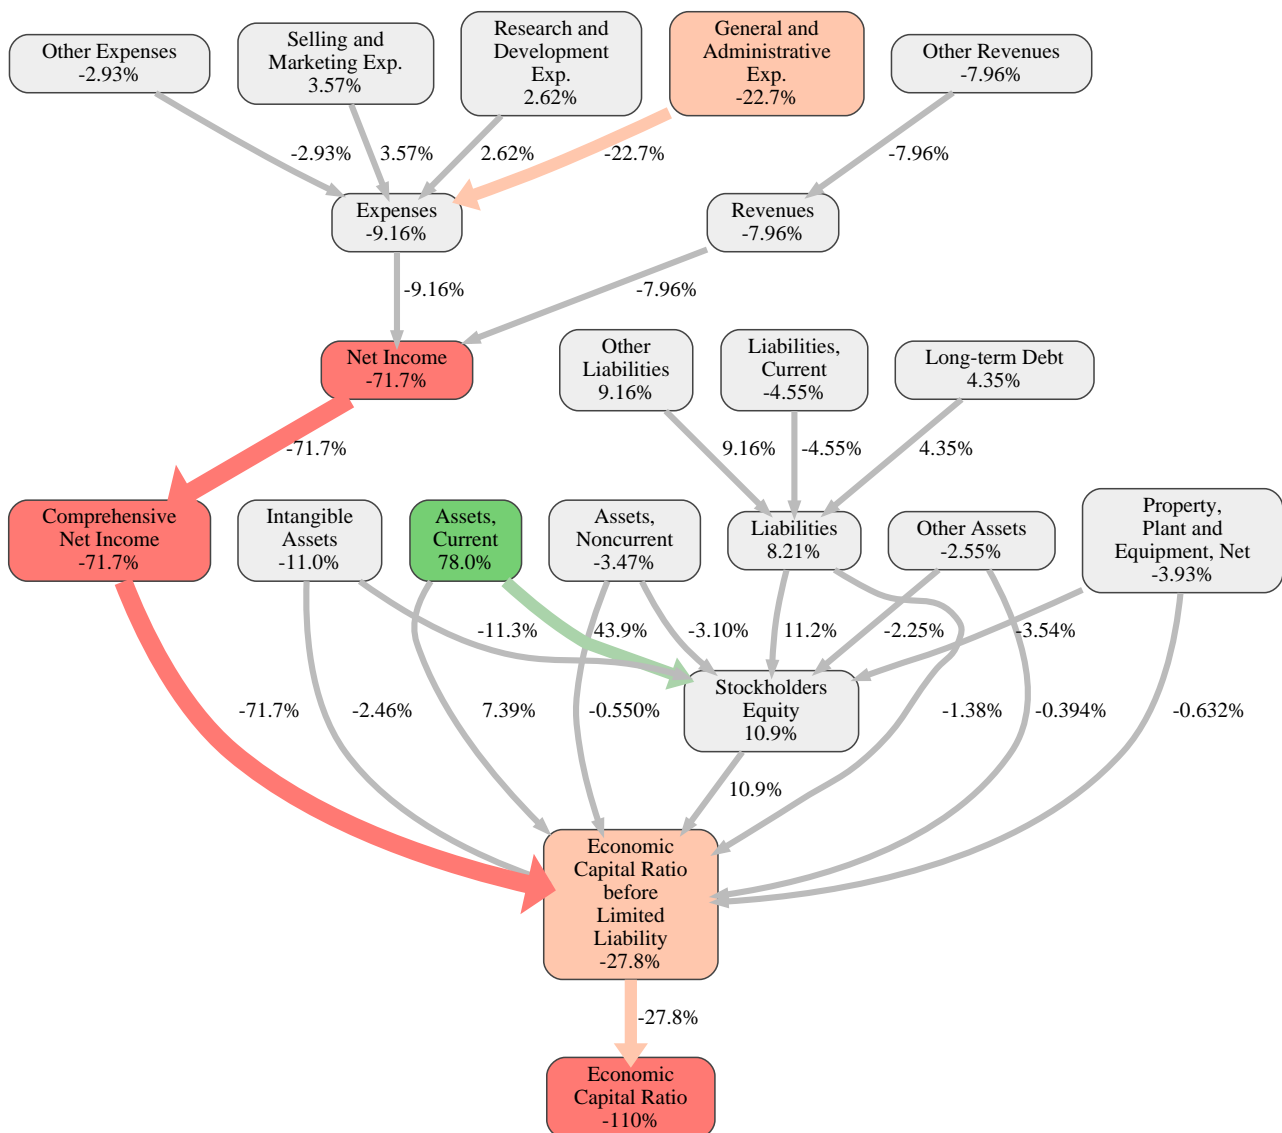 Other Expenses
-2.93%
Selling and
Marketing Exp.
3.57%
Research and
Development
Exp.
2.62%
General and
Administrative
Exp.
-22.7%
Other Revenues
-7.96%
-2.93%
3.57%
2.62%
-22.7%
-7.96%
Expenses
-9.16%
Revenues
-7.96%
-9.16%
-7.96%
Net Income
-71.7%
Other
Liabilities
9.16%
Liabilities,
Current
-4.55%
Long-term Debt
4.35%
-71.7%
9.16%
-4.55%
4.35%
Comprehensive
Net Income
-71.7%
Intangible
Assets
-11.0%
Assets,
Current
78.0%
Assets,
Noncurrent
-3.47%
Liabilities
8.21%
Other Assets
-2.55%
Property,
Plant and
Equipment, Net
-3.93%
-11.3%
43.9%
-3.10%
11.2%
-2.25%
-3.54%
Stockholders
Equity
10.9%
-71.7%
-2.46%
7.39%
-0.550%
-1.38%
-0.394%
-0.632%
10.9%
Economic
Capital Ratio
before
Limited
Liability
-27.8%
-27.8%
Economic
Capital Ratio
-110%